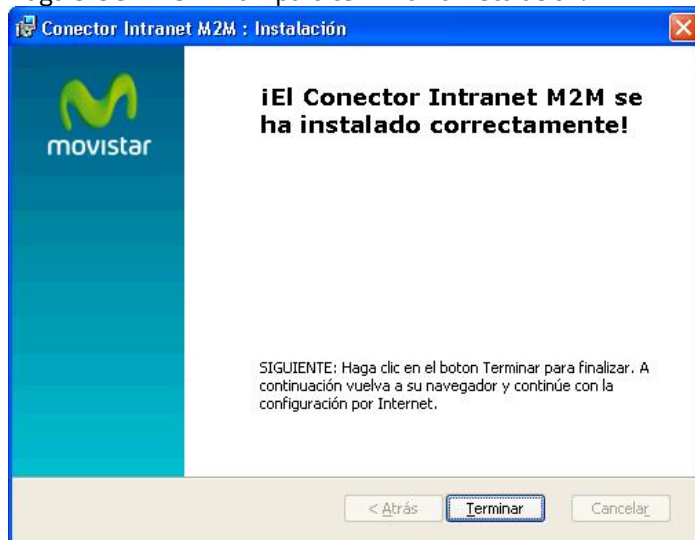 Conector Intranet M2M : Instalación
movistar
¡El Conector Intranet M2M se
ha instalado correctamente!
SIGUIENTE: Haga clic en el boton Terminar para finalizar. A
continuación vuelva a su navegador y continúe con la
configuración por Internet.
< Atrás
Terminar
Cancelar